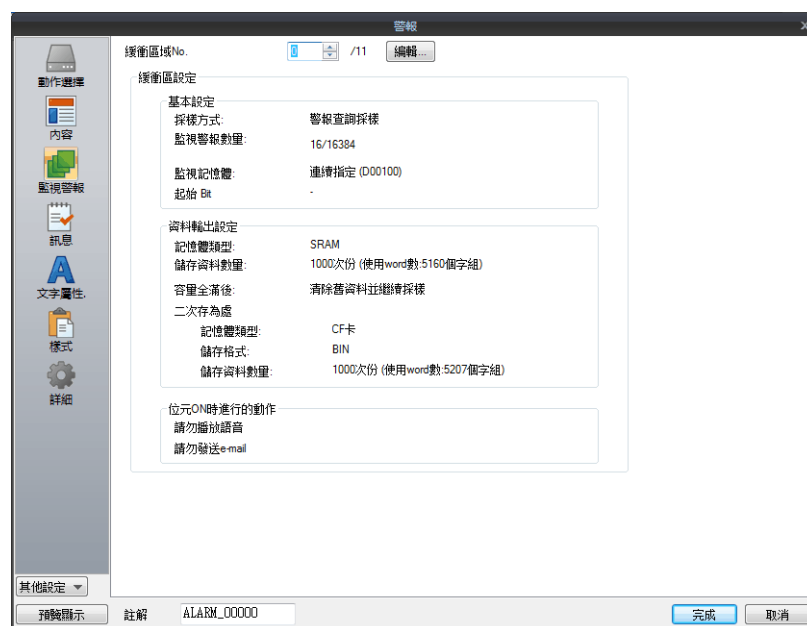 警報
x
動作選擇
內容
監視警報
訊息
文字屬性.
樣式
詳細
其他設定
預覽顯示
緩衝區域No. 0 /11 編輯...
緩衝區設定
基本設定
採樣方式: 警報查詢採樣
監視警報數量: 16/16384
監視記憶體: 連續指定 (D00100)
起始 Bit -
資料輸出設定
記憶體類型: SRAM
儲存資料數量: 1000次份 (使用word數:5160個字組)
容量全滿後: 清除舊資料並繼續採樣
二次存為處
記憶體類型: CF卡
儲存格式: BIN
儲存資料數量: 1000次份 (使用word數:5207個字組)
位元ON時進行的動作
請勿播放語音
請勿發送e-mail
註解 ALARM_00000
完成 取消